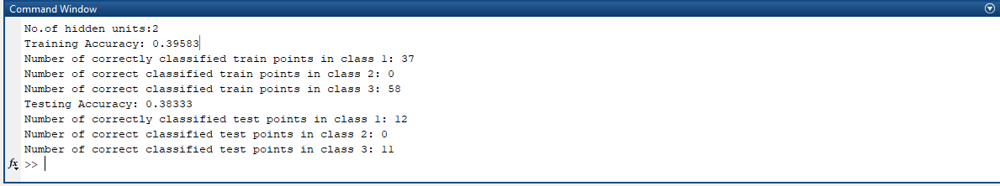 Command Window
No.of hidden units:2
Training Accuracy: 0.39583
Number of correctly classified train points in class 1: 37
Number of correct classified train points in class 2: 0
Number of correct classified train points in class 3: 58
Testing Accuracy: 0.38333
Number of correctly classified test points in class 1: 12
Number of correct classified test points in class 2: 0
Number of correct classified test points in class 3: 11
fx >>